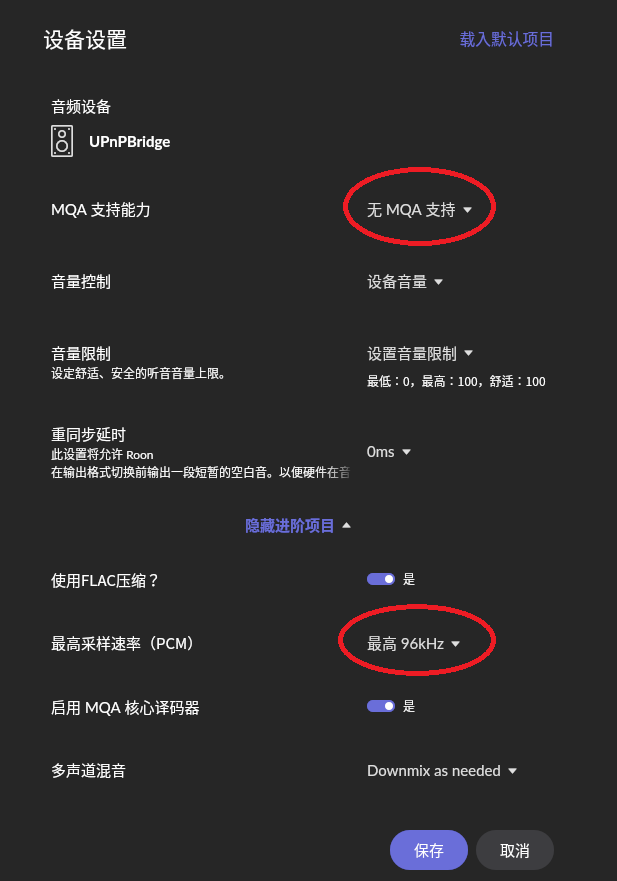 设备设置
载入默认项目
音频设备
UPnPBridge
MQA 支持能力
无 MQA 支持
音量控制
设备音量
音量限制
设置音量限制
设定舒适、安全的听音音量上限。
最低：0，最高：100，舒适：100
重同步延时
此设置将允许 Roon
0ms
在输出格式切换前输出一段短暂的空白音。以便硬件在音
隐藏进阶项目
使用FLAC压缩？
是
最高采样速率（PCM）
最高 96kHz
启用 MQA 核心译码器
是
多声道混音
Downmix as needed
保存
取消